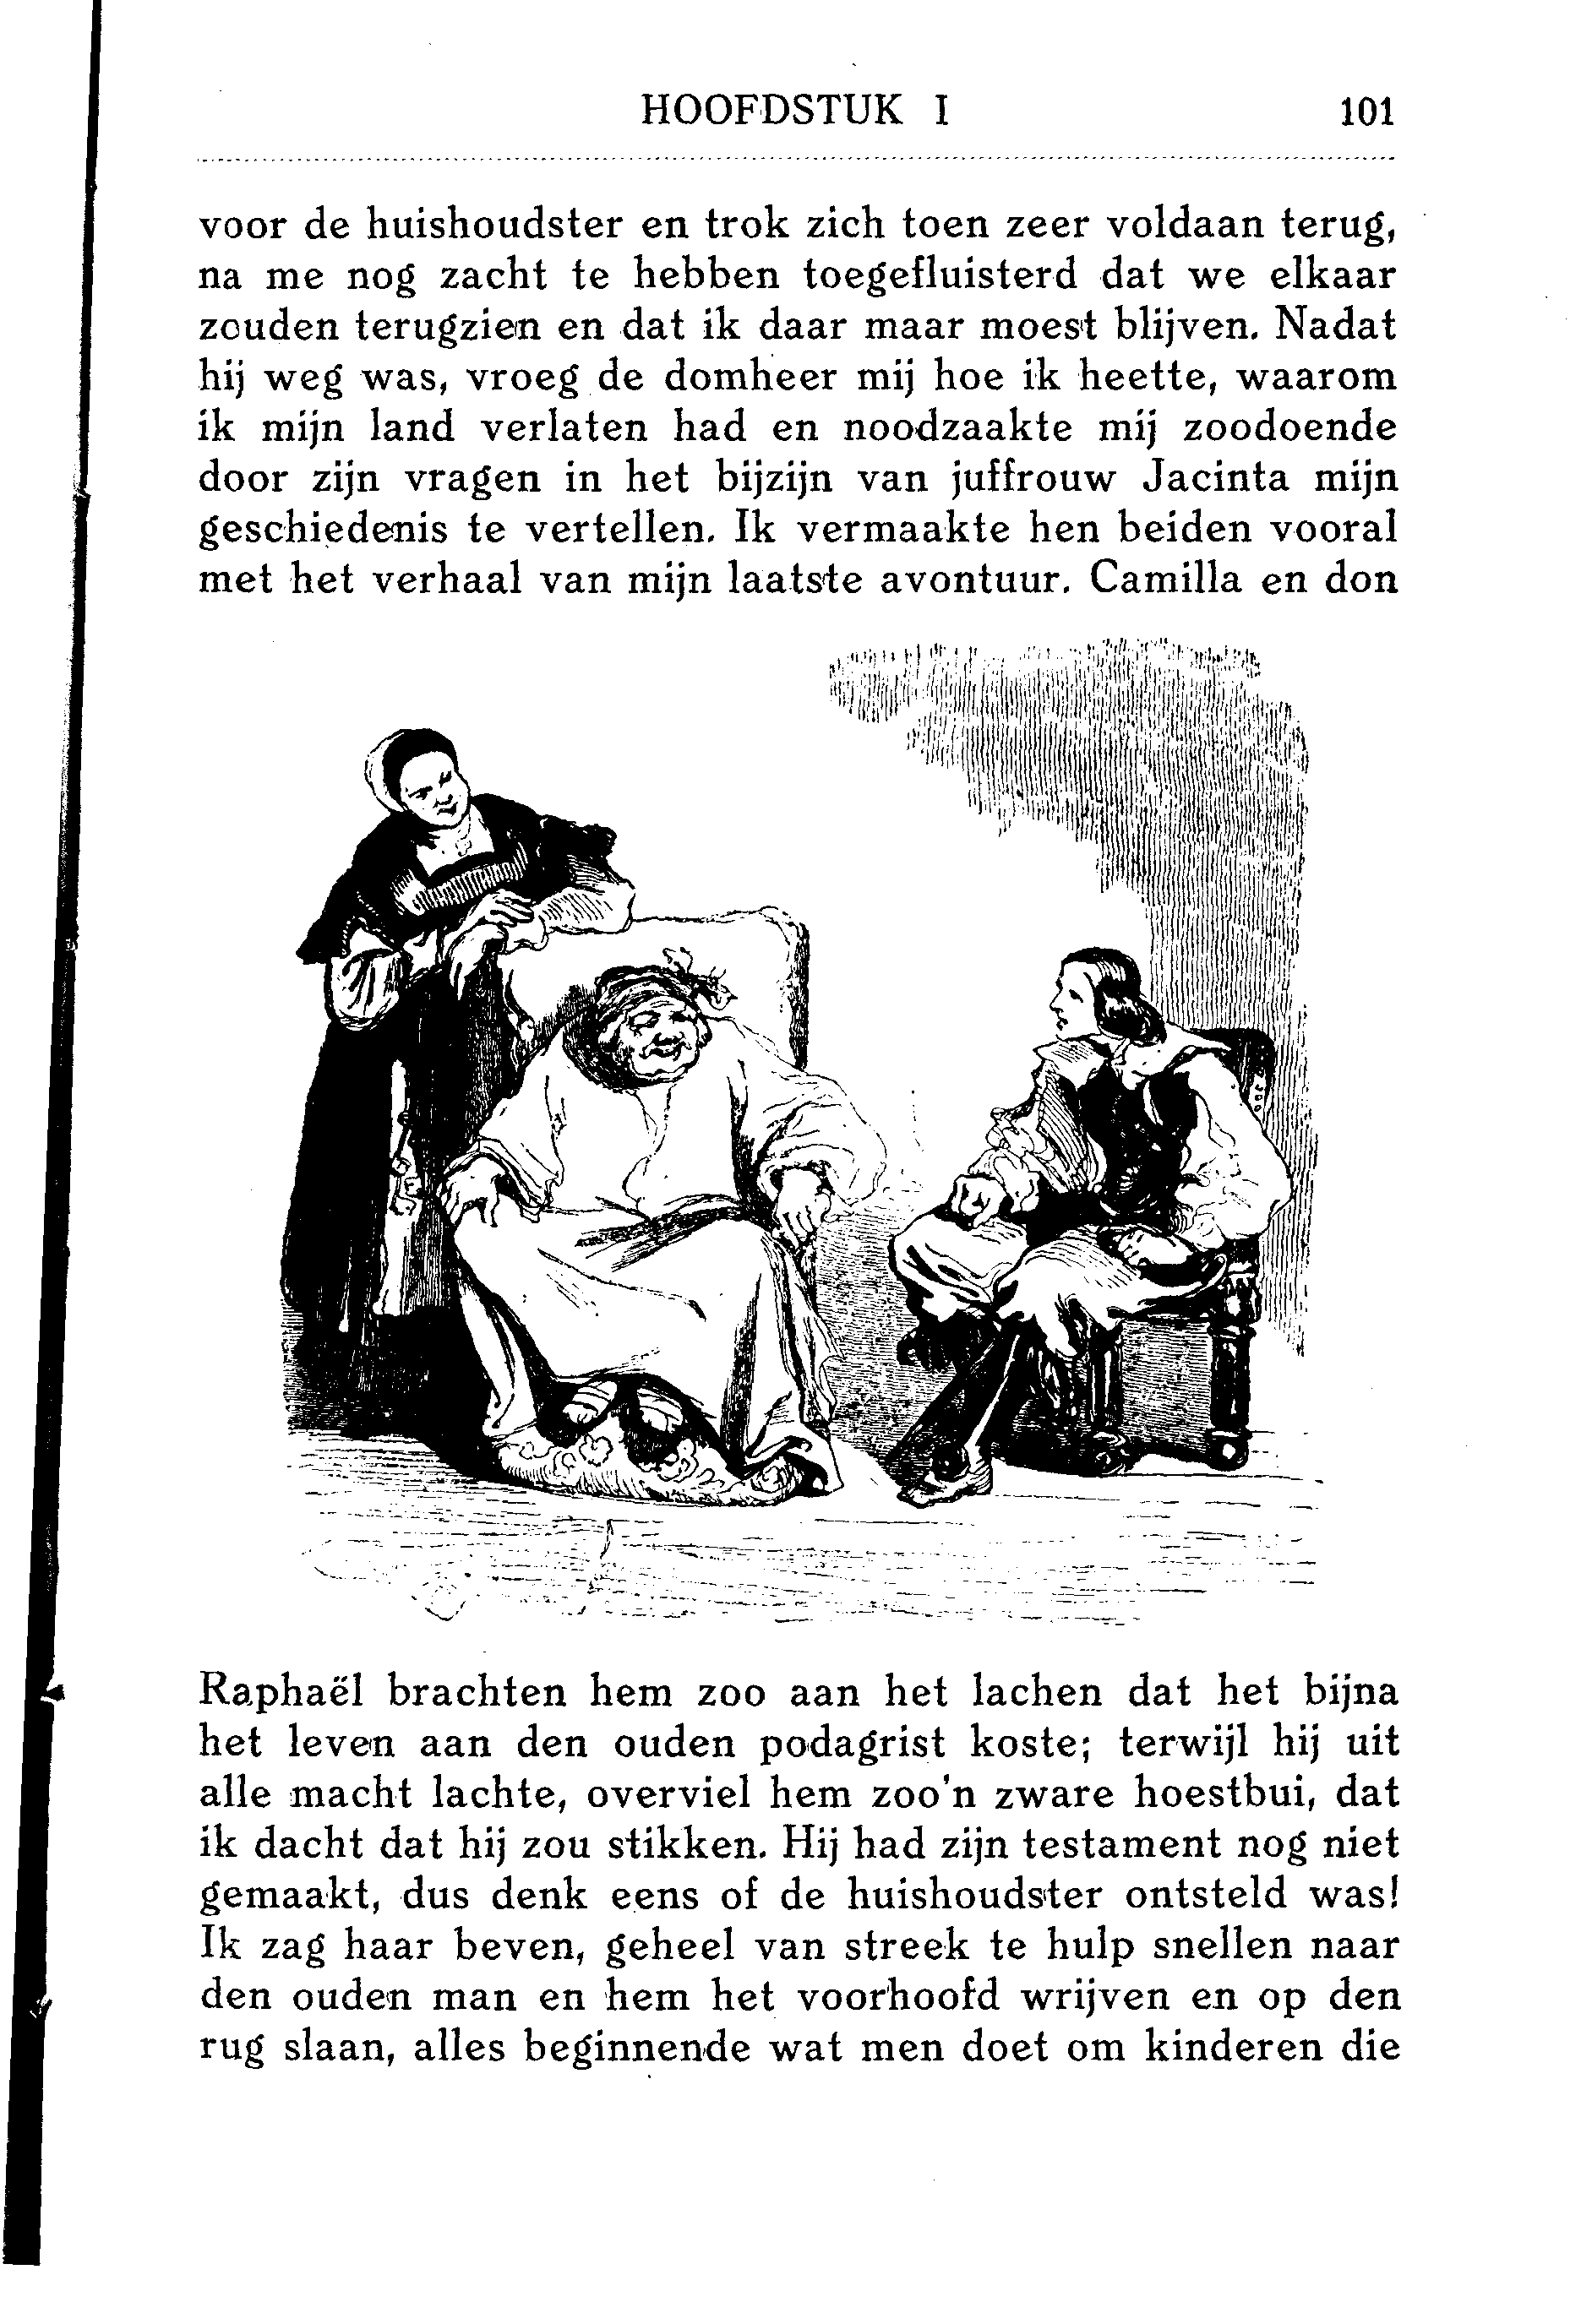 HOOFDSTUK I 101
voor de huishoudster en trok zich toen zeer voldaan terug,
na me nog zacht te hebben toegefluisterd dat we elkaar
zouden terugzien en dat ik daar maar moest blijven. Nadat
hij weg was, vroeg de domheer mij hoe ik heette, waarom
ik mijn land verlaten had en noodzaakte mij zoodoende
door zijn vragen in het bijzijn van juffrouw Jacinta mijn
geschiedenis te vertellen. Ik vermaakte hen beiden vooral
met het verhaal van mijn laatste avontuur. Camilla en don
Raphaël brachten hem zoo aan het lachen dat het bijna
het leven aan den ouden podagrist koste; terwijl hij uit
alle macht lachte, overviel hem zoo'n zware hoestbui, dat
ik dacht dat hij zou stikken. Hij had zijn testament nog niet
gemaakt, dus denk eens of de huishoudster ontsteld was!
Ik zag haar beven, geheel van streek te hulp snellen naar
den ouden man en hem het voorhoofd wrijven en op den
rug slaan, alles beginnende wat men doet om kinderen die